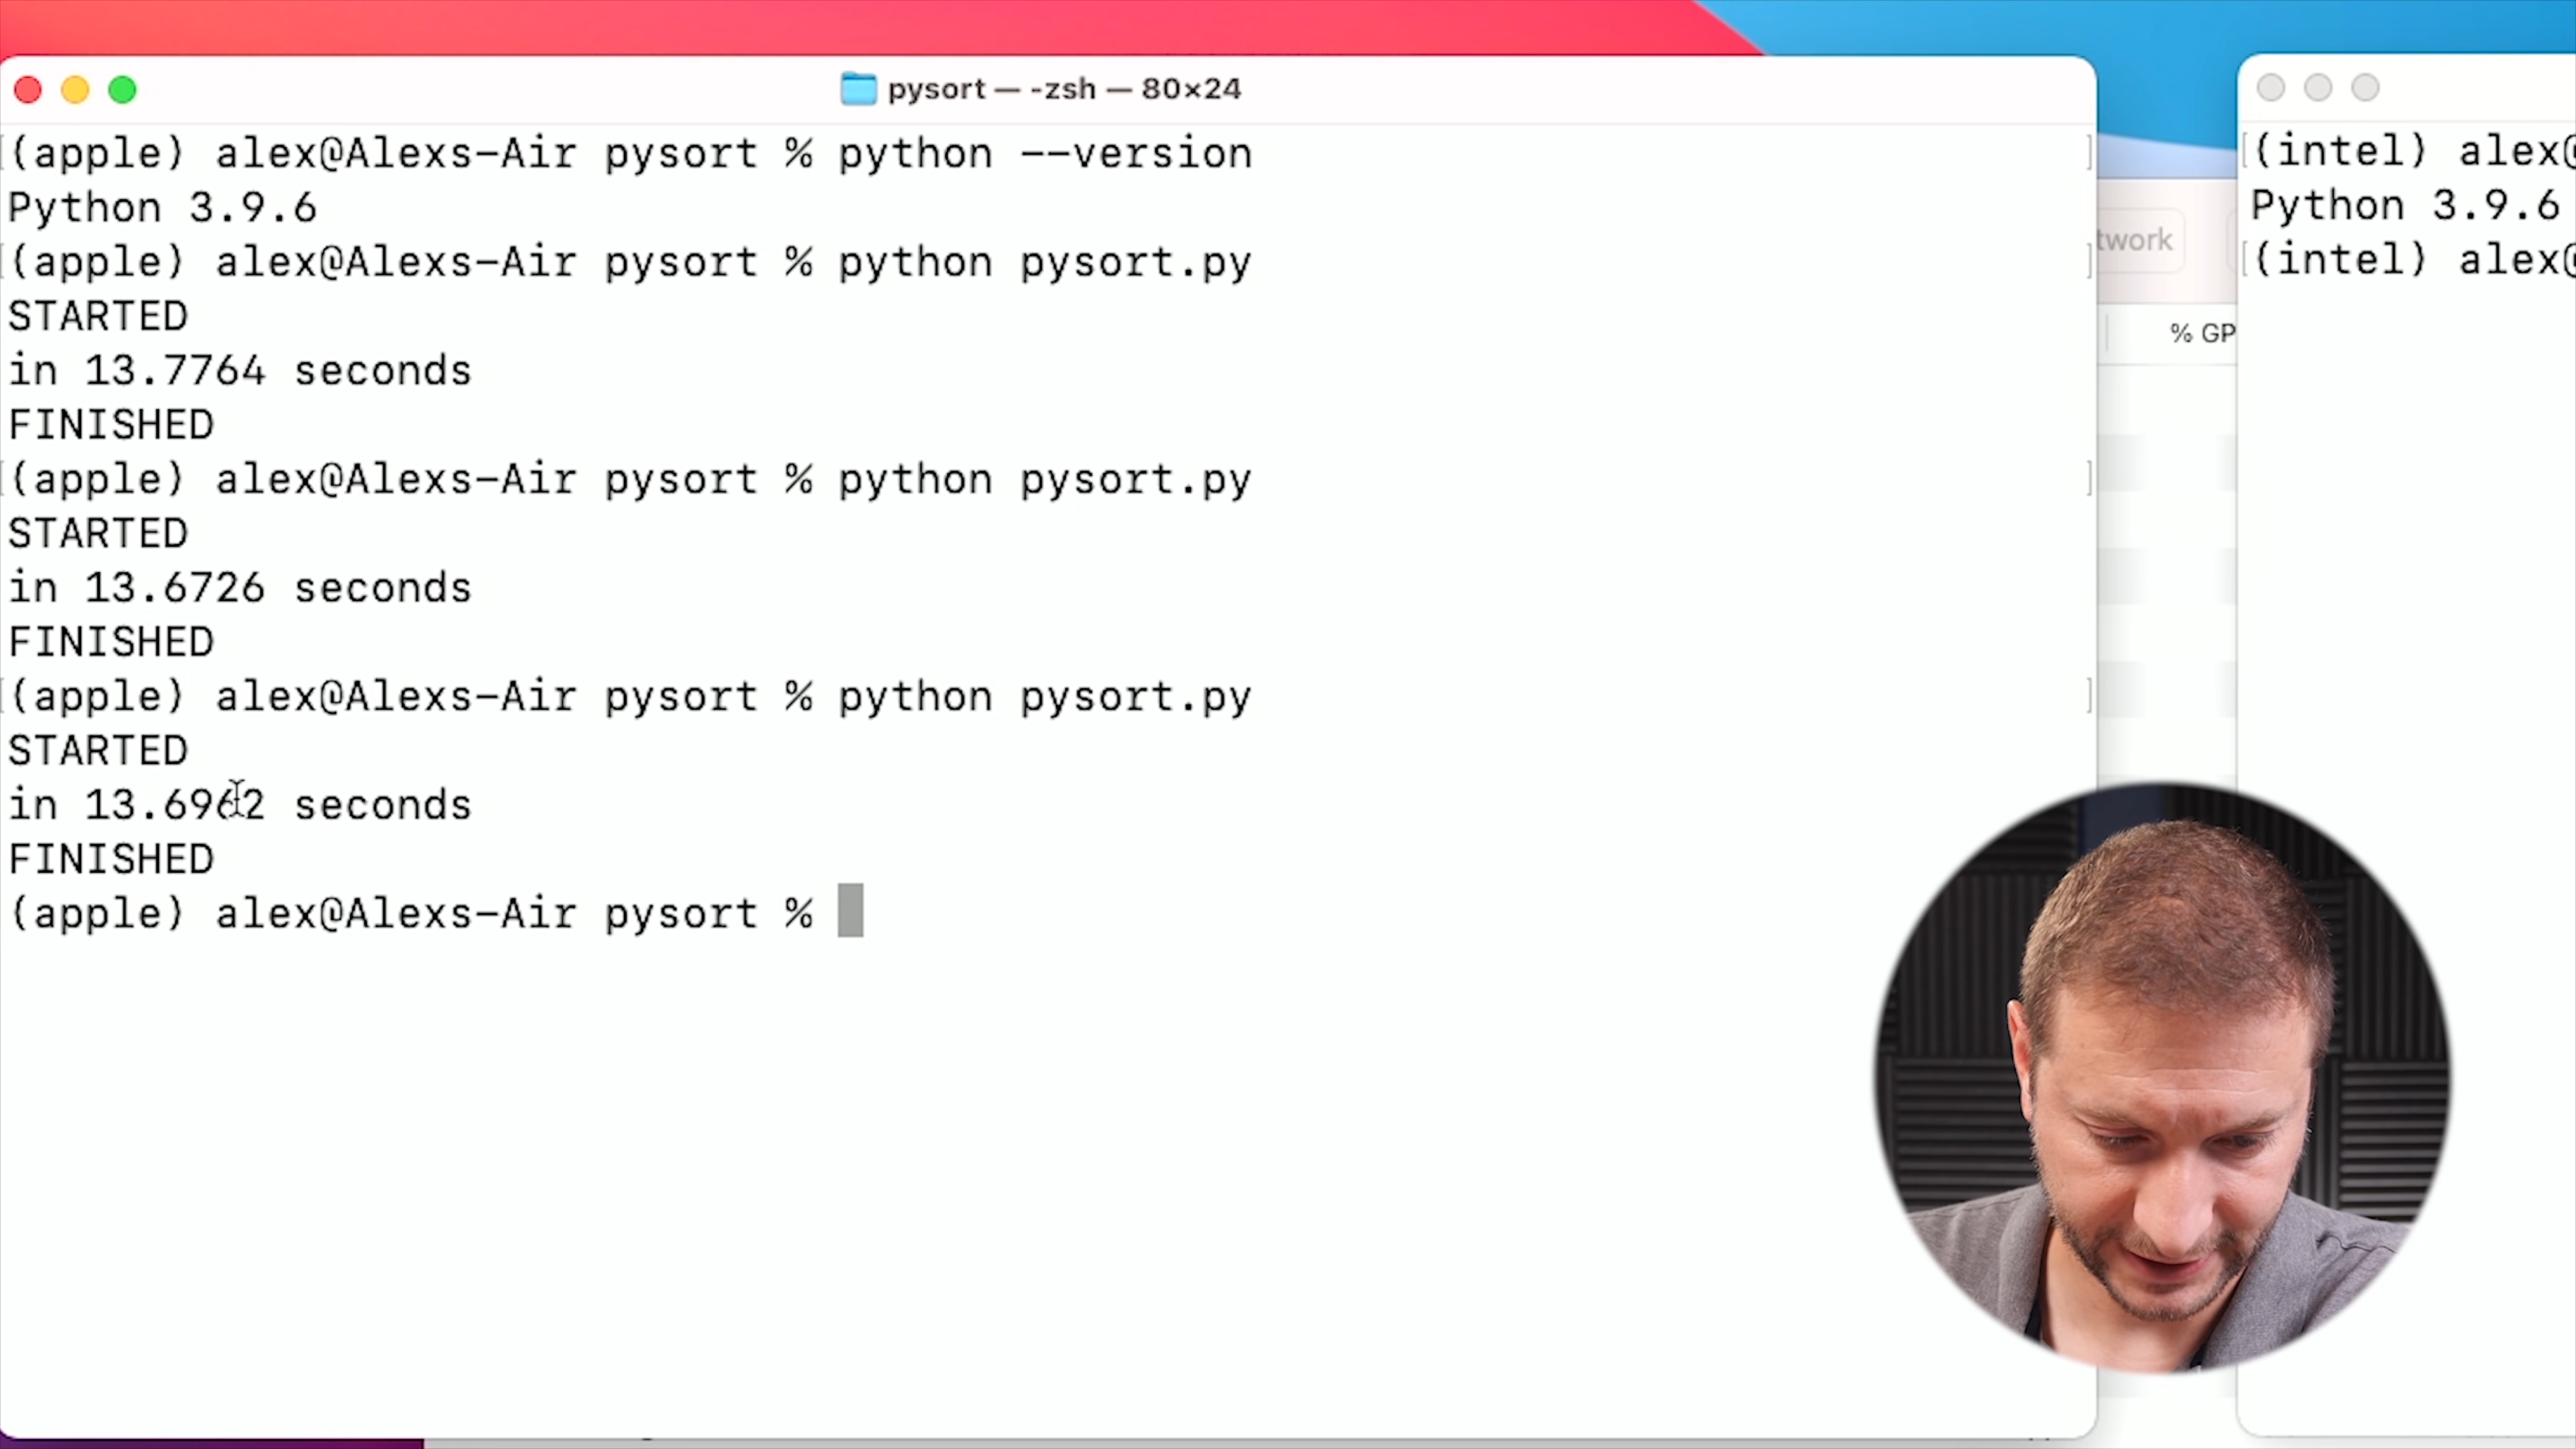 pysort — -zsh — 80×24
(apple) alex@Alexs-Air pysort % python --version
Python 3.9.6
(apple) alex@Alexs-Air pysort % python pysort.py
STARTED
in 13.7764 seconds
FINISHED
(apple) alex@Alexs-Air pysort % python pysort.py
STARTED
in 13.6726 seconds
FINISHED
(apple) alex@Alexs-Air pysort % python pysort.py
STARTED
in 13.6962 seconds
FINISHED
(apple) alex@Alexs-Air pysort %
twork
% GP
(intel) alex@
Python 3.9.6
(intel) alex@